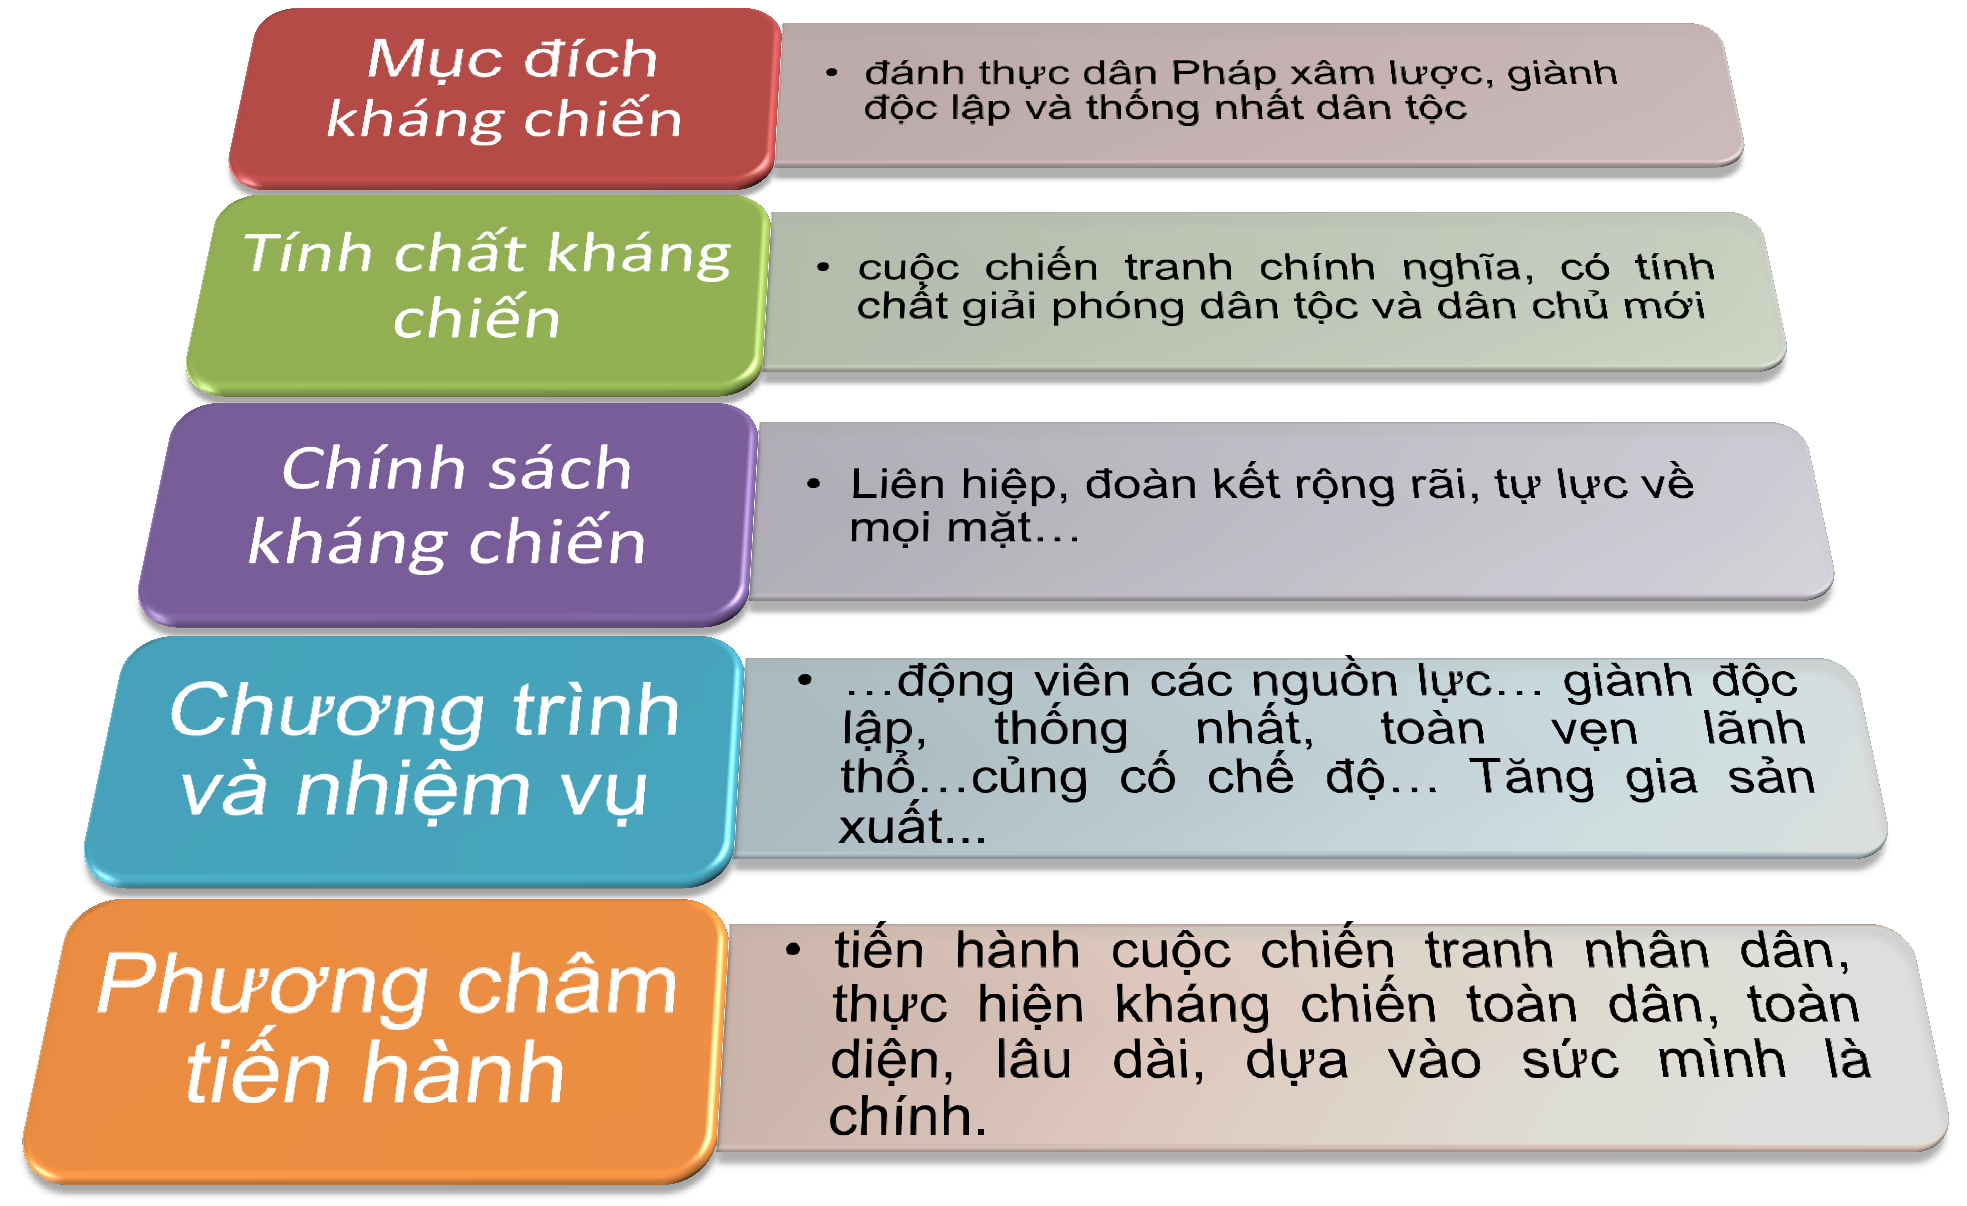 Mục đích
kháng chiến
• đánh thực dân Pháp xâm lược, giành
độc lập và thống nhất dân tộc
Tính chất kháng
chiến
• cuộc chiến tranh chính nghĩa, có tính
chất giải phóng dân tộc và dân chủ mới
Chính sách
kháng chiến
• Liên hiệp, đoàn kết rộng rãi, tự lực về
mọi mặt…
Chương trình
và nhiệm vụ
• …động viên các nguồn lực… giành độc
lập, thống nhất, toàn vẹn lãnh
thổ…củng cố chế độ… Tăng gia sản
xuất...
Phương châm
tiến hành
• tiến hành cuộc chiến tranh nhân dân,
thực hiện kháng chiến toàn dân, toàn
diện, lâu dài, dựa vào sức mình là
chính.